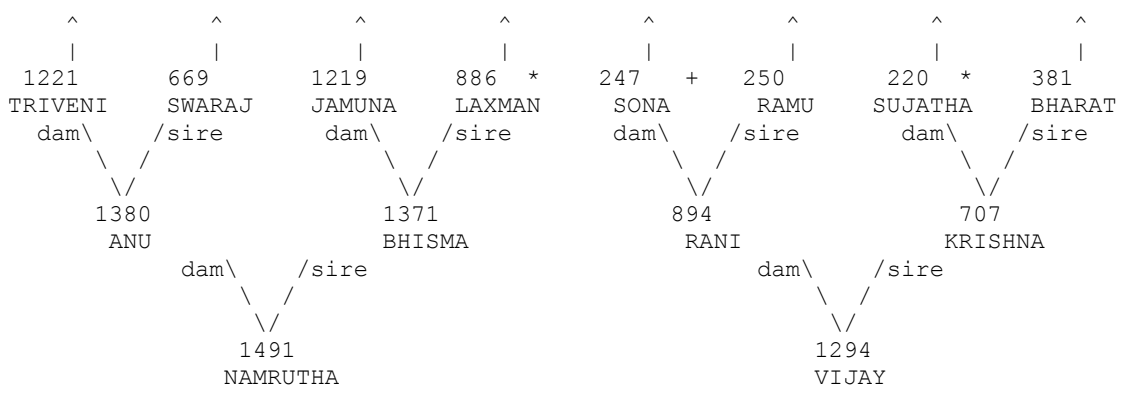 ^ ^ ^ ^ ^ ^ ^ ^
| | | | | | | |
1221 669 1219 886 * 247 + 250 220 * 381
TRIVENI SWARAJ JAMUNA LAXMAN SONA RAMU SUJATHA BHARAT
dam\ /sire dam\ /sire dam\ /sire dam\ /sire
\ / \ / \ / \ /
\/ \/ \/ \/
1380 1371 894 707
ANU BHISMA RANI KRISHNA
dam\ /sire dam\ /sire
\ / \ /
\/ \/
1491 1294
NAMRUTHA VIJAY